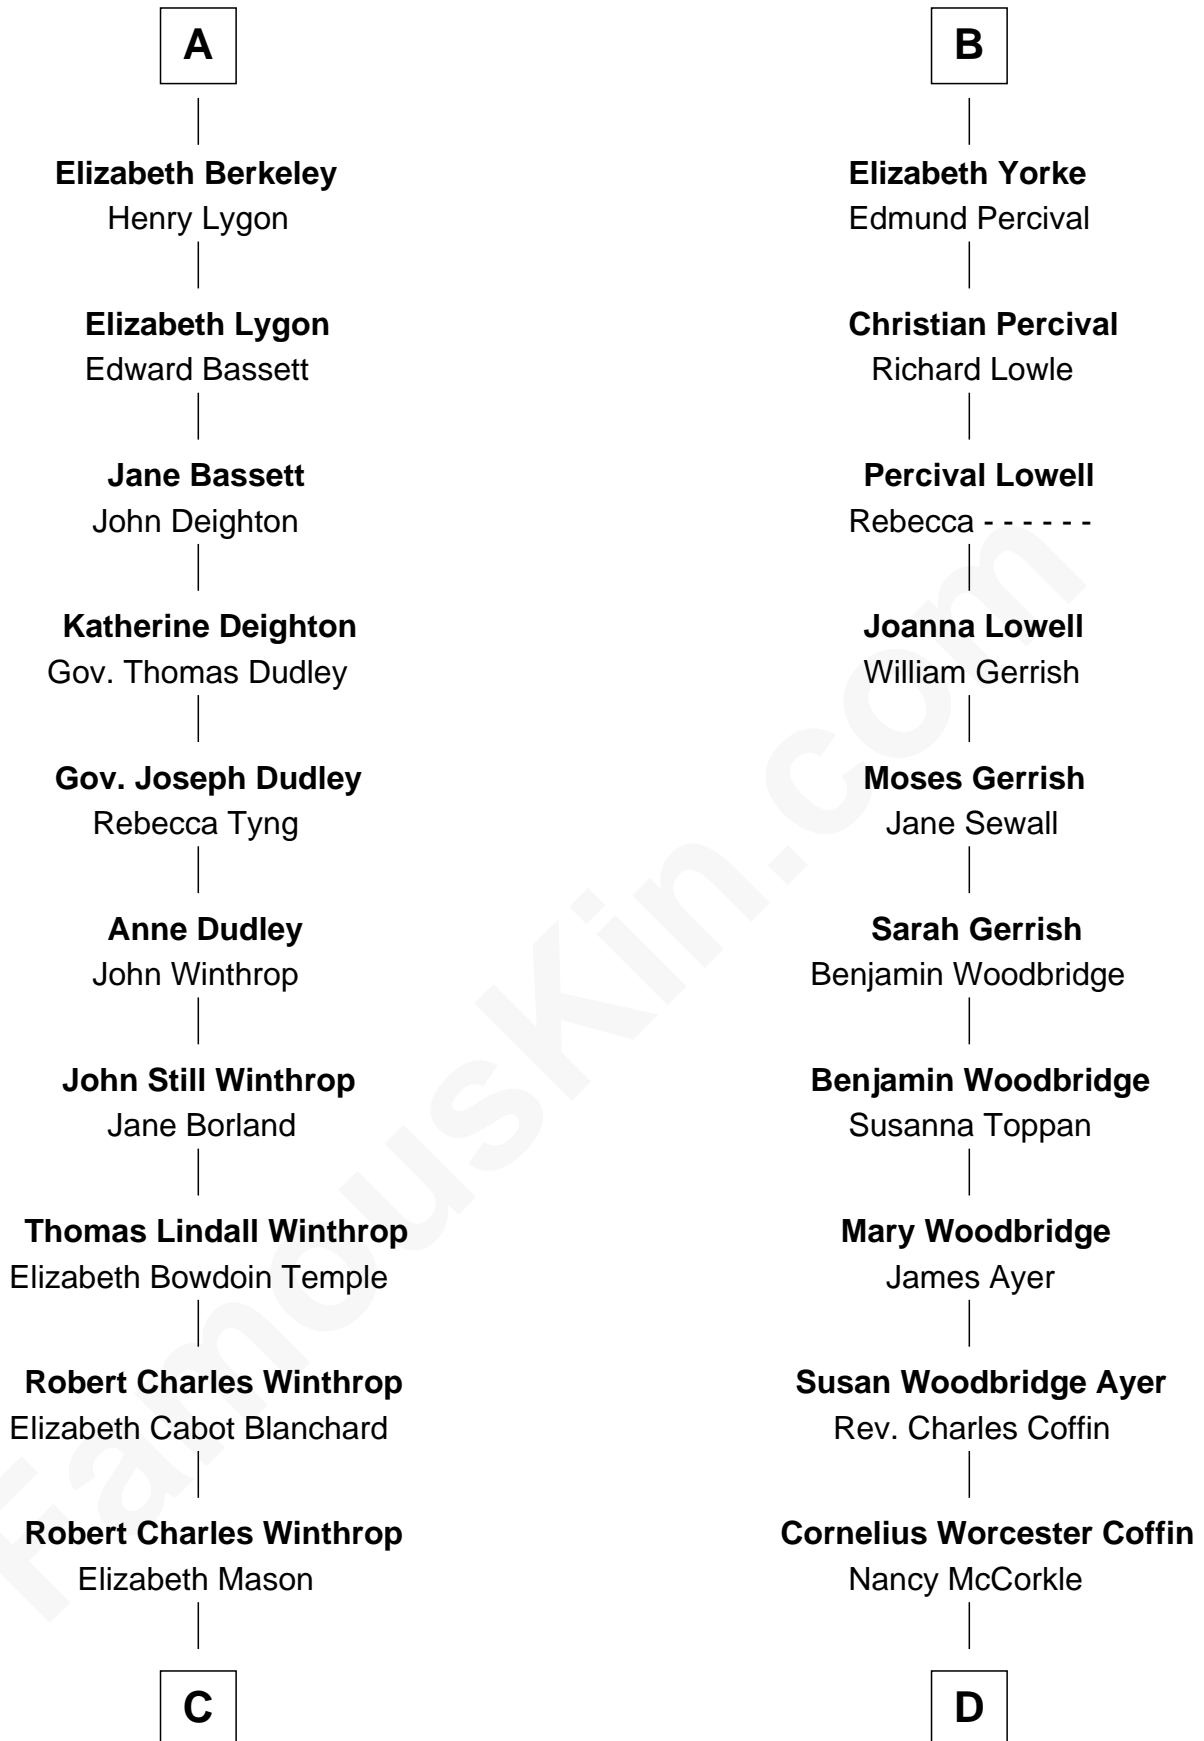 A
Elizabeth Berkeley
Henry Lygon
Elizabeth Lygon
Edward Bassett
Jane Bassett
John Deighton
Katherine Deighton
Gov. Thomas Dudley
Gov. Joseph Dudley
Rebecca Tyng
Anne Dudley
John Winthrop
John Still Winthrop
Jane Borland
Thomas Lindall Winthrop
Elizabeth Bowdoin Temple
Robert Charles Winthrop
Elizabeth Cabot Blanchard
Robert Charles Winthrop
Elizabeth Mason
C
B
Elizabeth Yorke
Edmund Percival
Christian Percival
Richard Lowle
Percival Lowell
Rebecca - - - - - -
Joanna Lowell
William Gerrish
Moses Gerrish
Jane Sewall
Sarah Gerrish
Benjamin Woodbridge
Benjamin Woodbridge
Susanna Toppan
Mary Woodbridge
James Ayer
Susan Woodbridge Ayer
Rev. Charles Coffin
Cornelius Worcester Coffin
Nancy McCorkle
D
FamousKin.com